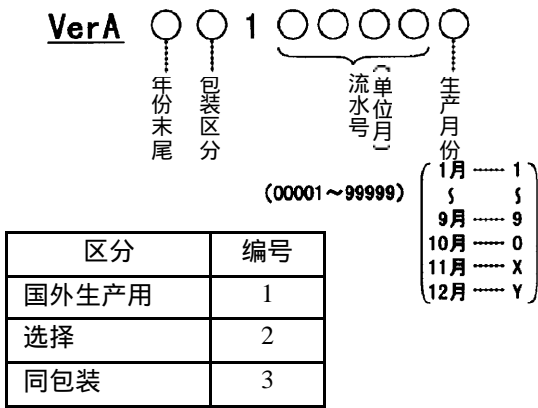 VerA ○ ○ 1 ○ ○ ○ ○ ○
年份末尾
包装区分
流水号
(单位月)
生产月份
(00001~99999)
1月 …… 1
~ ~
9月 …… 9
10月 …… 0
11月 …… X
12月 …… Y
区分 编号
国外生产用 1
选择 2
同包装 3